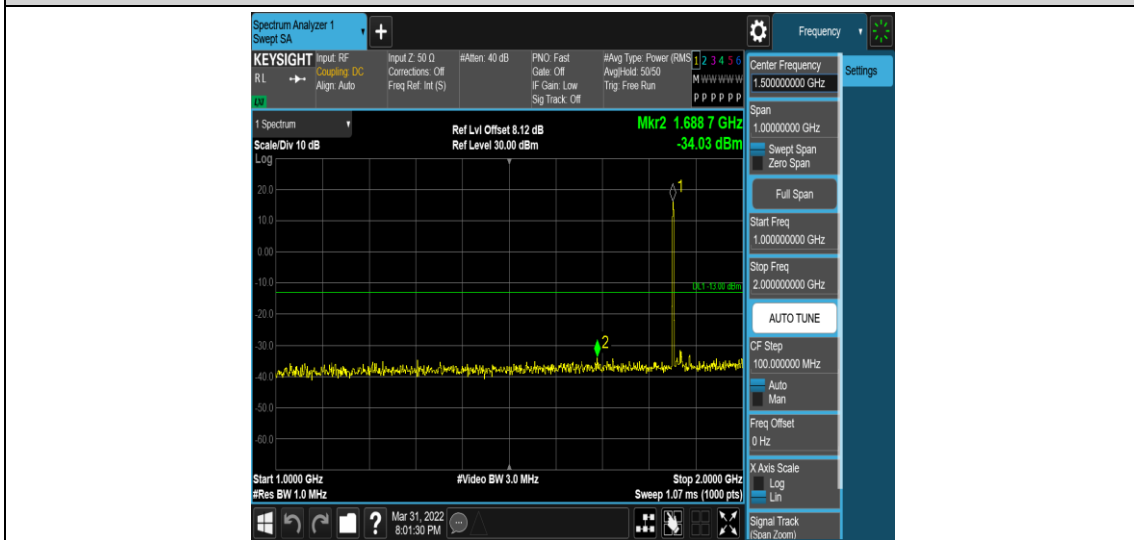 Spectrum Analyzer 1
Swept SA
+
Frequency
KEYSIGHT
RL
Input: RF
Coupling: DC
Align: Auto
Input Z: 50 Ω
Corrections: Off
Freq Ref: Int (S)
#Atten: 40 dB
PNO: Fast
Gate: Off
IF Gain: Low
Sig Track: Off
#Avg Type: Power (RMS
Avg|Hold: 50/50
Trig: Free Run
1 2 3 4 5 6
M W W W W W
P P P P P P
1 Spectrum
Scale/Div 10 dB
Log
Ref Lvl Offset 8.12 dB
Ref Level 30.00 dBm
Mkr2 1.688 7 GHz
-34.03 dBm
20.0
10.0
0.00
-10.0
-20.0
-30.0
-40.0
-50.0
-60.0
1
DL1 -13.00 dBm
2
Start 1.0000 GHz
#Res BW 1.0 MHz
#Video BW 3.0 MHz
Stop 2.0000 GHz
Sweep 1.07 ms (1000 pts)
?
Mar 31, 2022
8:01:30 PM
Center Frequency
1.500000000 GHz
Settings
Span
1.00000000 GHz
Swept Span
Zero Span
Full Span
Start Freq
1.000000000 GHz
Stop Freq
2.000000000 GHz
AUTO TUNE
CF Step
100.000000 MHz
Auto
Man
Freq Offset
0 Hz
X Axis Scale
Log
Lin
Signal Track
(Span Zoom)